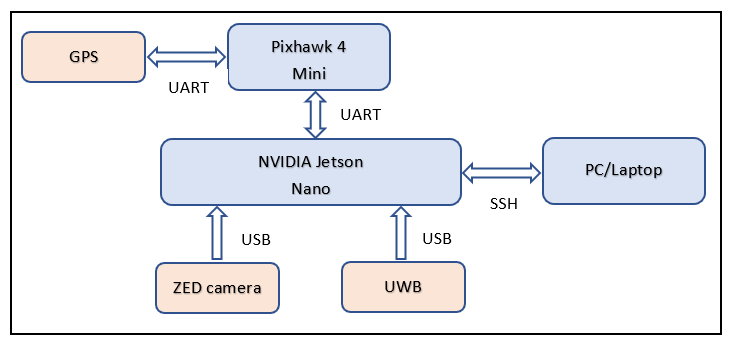 GPS
Pixhawk 4
Mini
UART
UART
NVIDIA Jetson
Nano
PC/Laptop
SSH
USB
USB
ZED camera
UWB